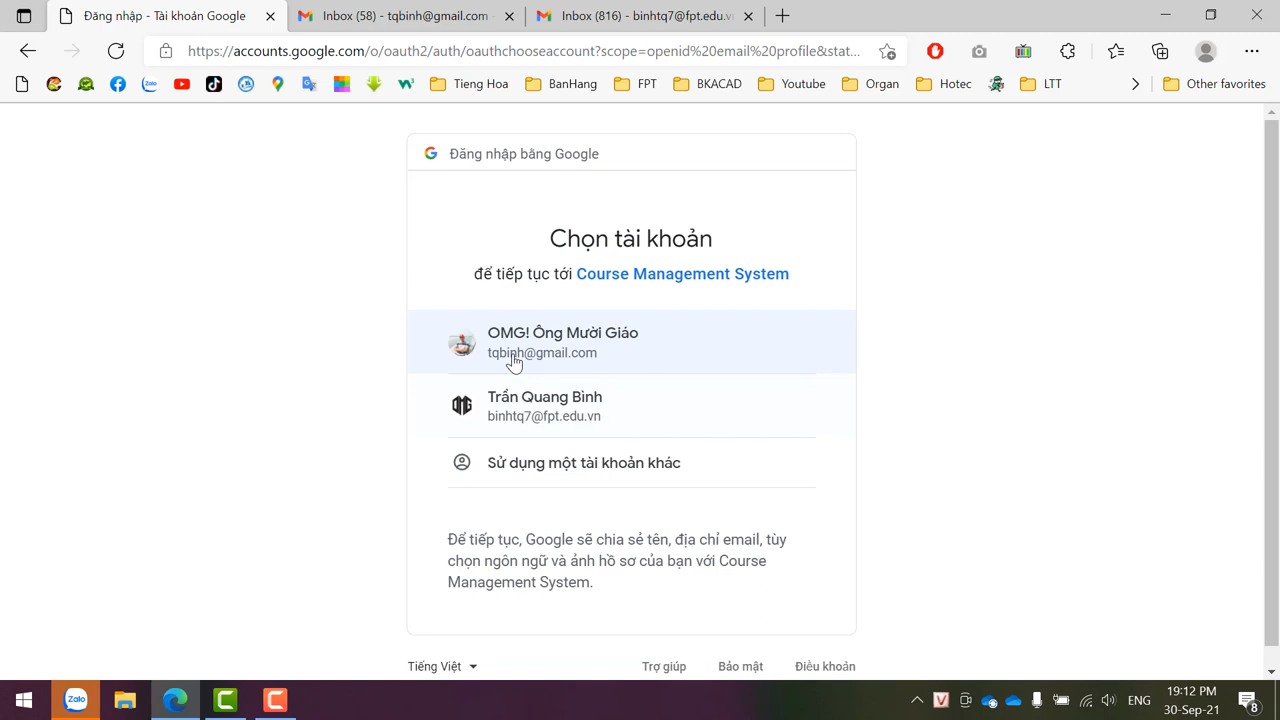 Đăng nhập - Tài khoản Google
Inbox (58) - tqbinh@gmail.com -
Inbox (816) - binhtq7@fpt.edu.v
https://accounts.google.com/o/oauth2/auth/oauthchooseaccount?scope=openid%20email%20profile&stat...
Zalo
Tieng Hoa
BanHang
FPT
BKACAD
Youtube
Organ
Hotec
LTT
Other favorites
Đăng nhập bằng Google
Chọn tài khoản
để tiếp tục tới Course Management System
OMG! Ông Mười Giáo
tqbinh@gmail.com
OMG
Trần Quang Bình
binhtq7@fpt.edu.vn
Sử dụng một tài khoản khác
Để tiếp tục, Google sẽ chia sẻ tên, địa chỉ email, tùy
chọn ngôn ngữ và ảnh hồ sơ của bạn với Course
Management System.
Tiếng Việt
Trợ giúp
Bảo mật
Điều khoản
Zalo
ENG
19:12 PM
30-Sep-21
8